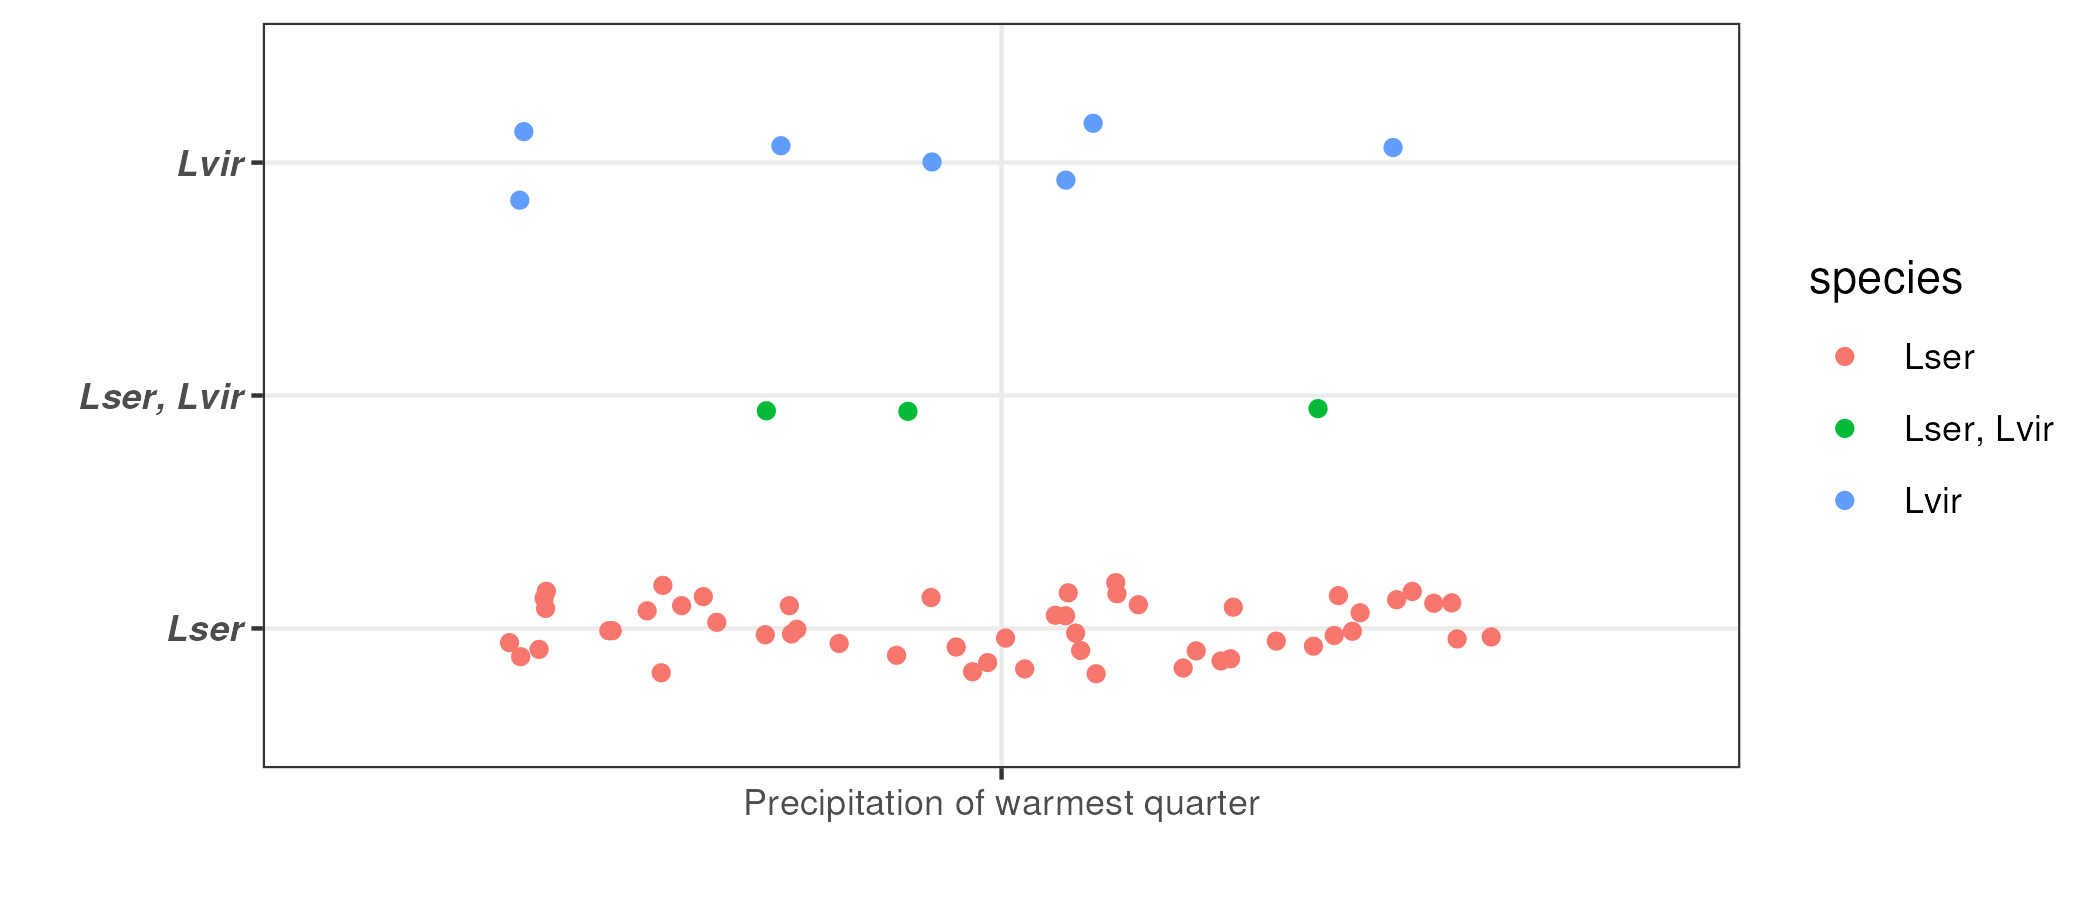 Lvir
Lser, Lvir
Lser
Precipitation of warmest quarter
species
Lser
Lser, Lvir
Lvir